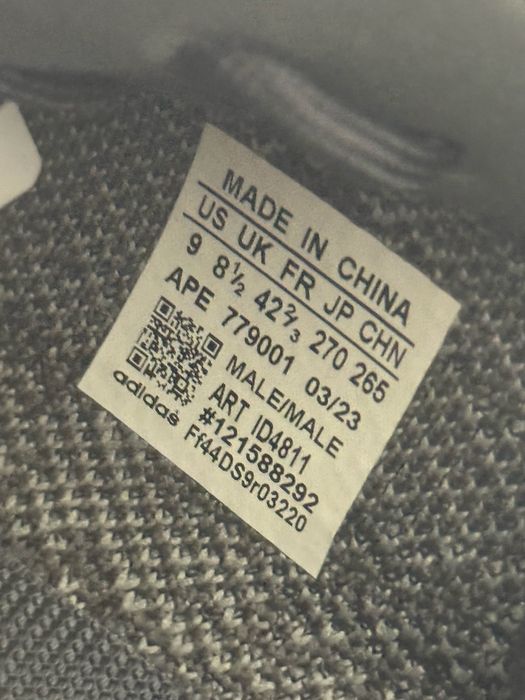 MADE IN CHINA
US UK FR JP CHN
9 8½ 42⅔ 270 265
APE 779001 03/23
MALE/MALE
ART ID4811
#121588292
Ff44DS9r03220
adidas